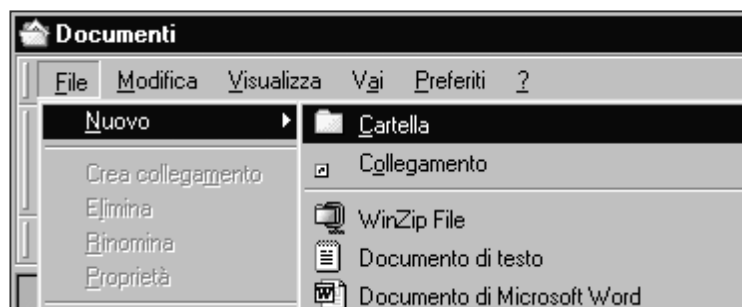 Documenti
File Modifica Visualizza Vai Preferiti ?
Nuovo
Crea collegamento
Elimina
Rinomina
Proprietà
Cartella
Collegamento
WinZip File
Documento di testo
Documento di Microsoft Word